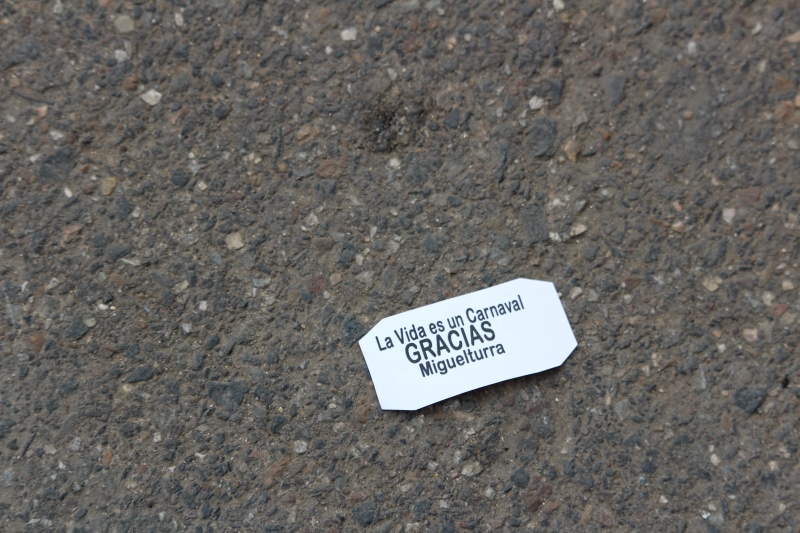 La Vida es un Carnaval
GRACIAS
Miguelturra